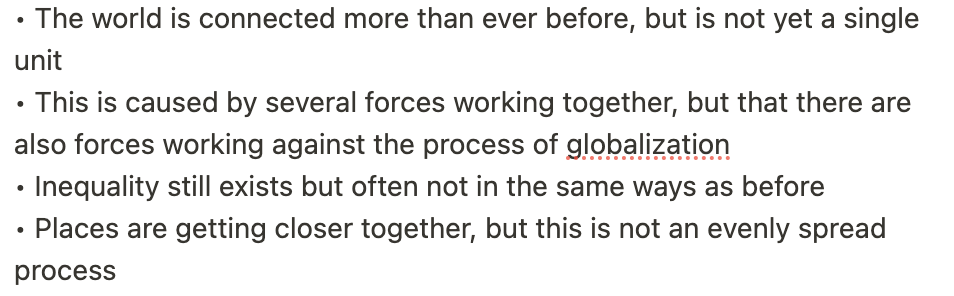 • The world is connected more than ever before, but is not yet a single
unit
• This is caused by several forces working together, but that there are
also forces working against the process of globalization
• Inequality still exists but often not in the same ways as before
• Places are getting closer together, but this is not an evenly spread
process